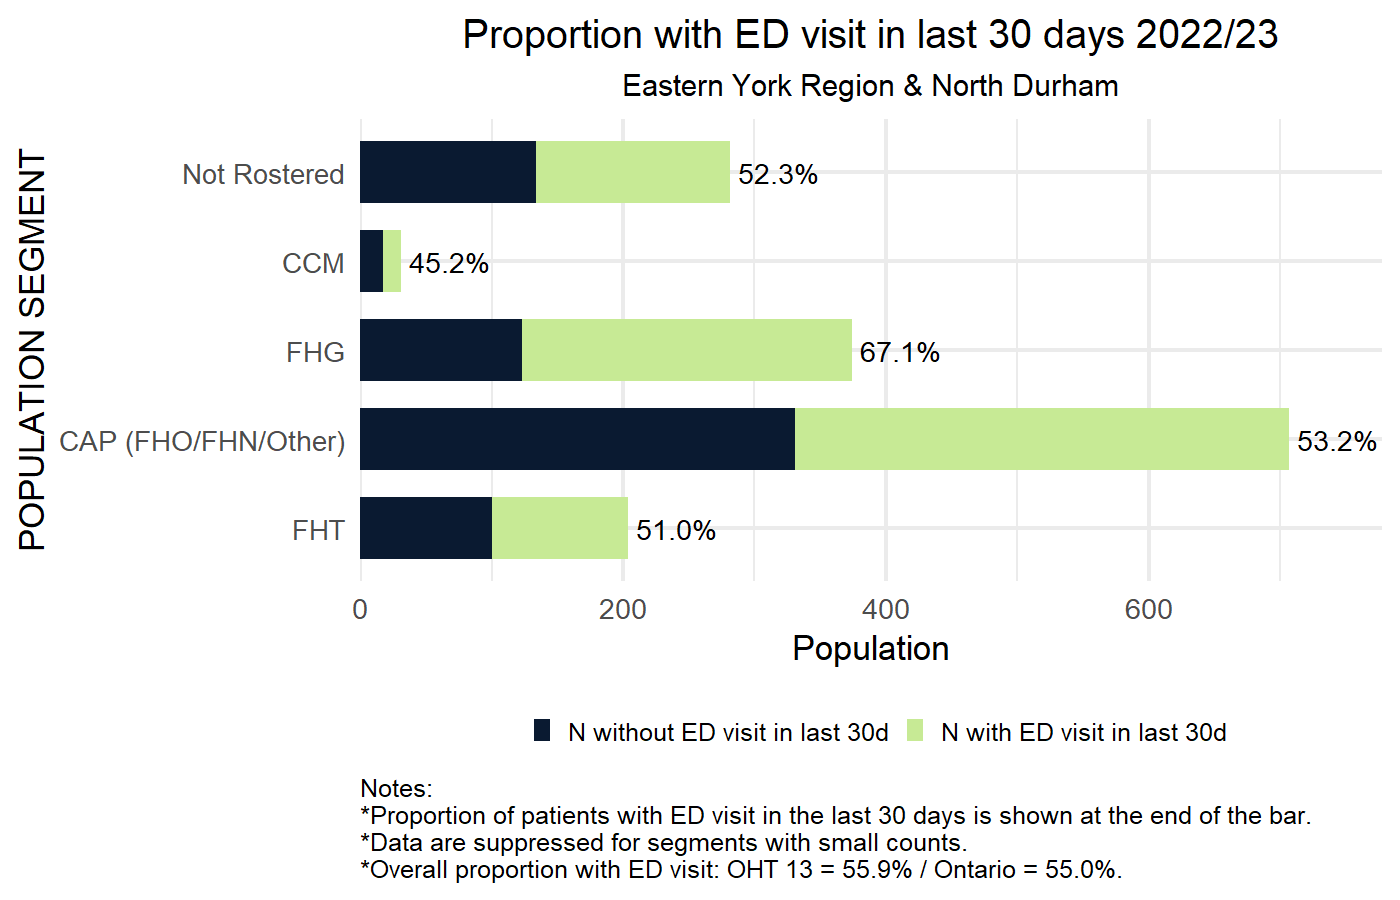 Proportion with ED visit in last 30 days 2022/23
Eastern York Region & North Durham
POPULATION SEGMENT
Not Rostered
52.3%
CCM
45.2%
FHG
67.1%
CAP (FHO/FHN/Other)
53.2%
FHT
51.0%
0
200
400
600
Population
N without ED visit in last 30d
N with ED visit in last 30d
Notes:
*Proportion of patients with ED visit in the last 30 days is shown at the end of the bar.
*Data are suppressed for segments with small counts.
*Overall proportion with ED visit: OHT 13 = 55.9% / Ontario = 55.0%.